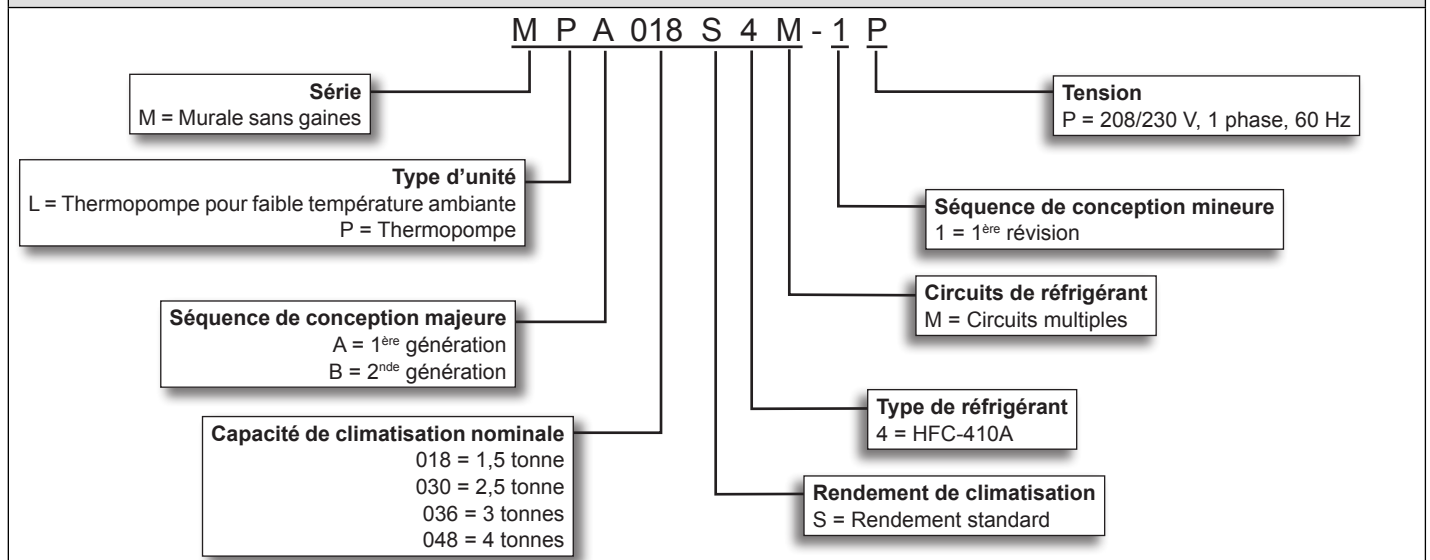 M P A 018 S 4 M - 1 P
Série
M = Murale sans gaines
Type d’unité
L = Thermopompe pour faible température ambiante
P = Thermopompe
Séquence de conception majeure
A = 1ère génération
B = 2nde génération
Capacité de climatisation nominale
018 = 1,5 tonne
030 = 2,5 tonne
036 = 3 tonnes
048 = 4 tonnes
Tension
P = 208/230 V, 1 phase, 60 Hz
Séquence de conception mineure
1 = 1ère révision
Circuits de réfrigérant
M = Circuits multiples
Type de réfrigérant
4 = HFC-410A
Rendement de climatisation
S = Rendement standard